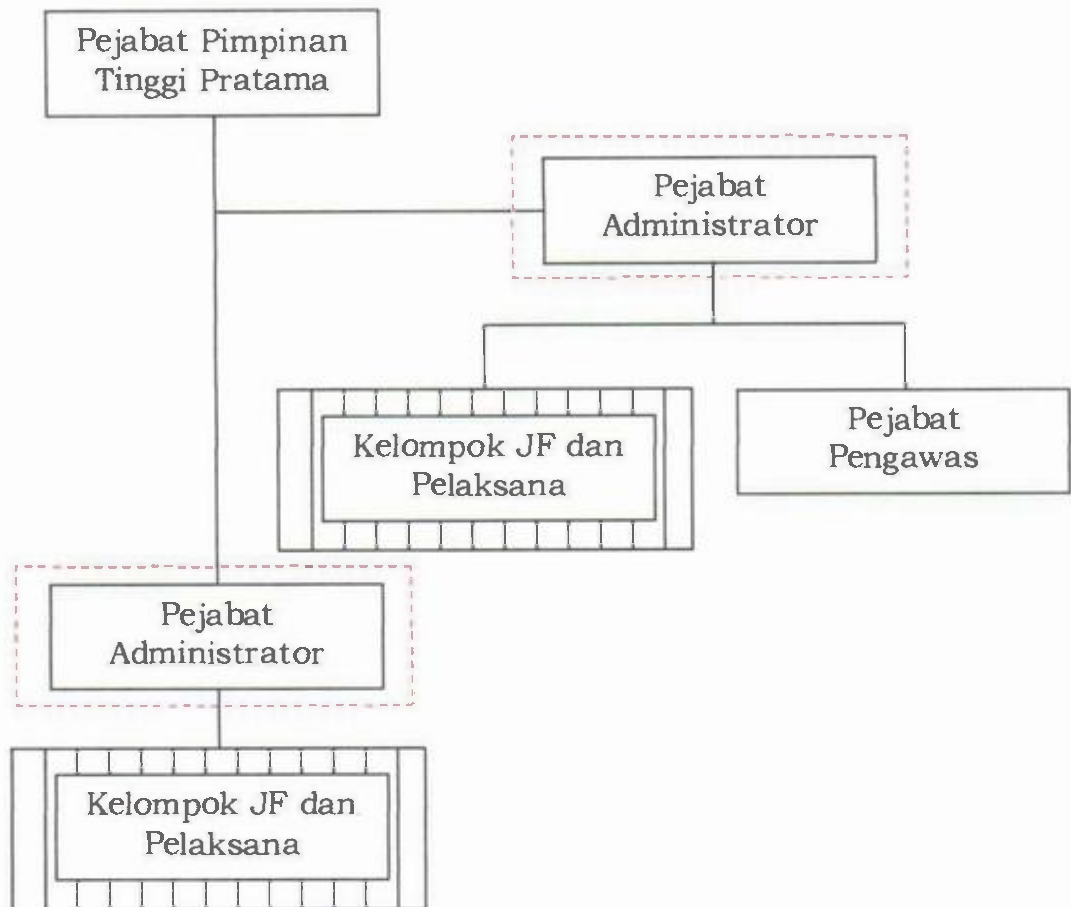 Pejabat Pimpinan
Tinggi Pratama
Pejabat
Administrator
Kelompok JF dan
Pelaksana
Pejabat
Pengawas
Pejabat
Administrator
Kelompok JF dan
Pelaksana